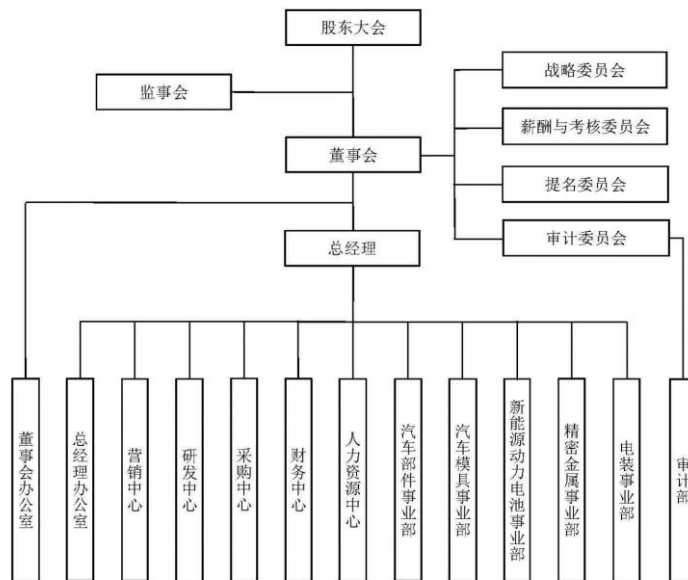 股东大会
监事会
战略委员会
薪酬与考核委员会
董事会
提名委员会
审计委员会
总经理
董事会办公室
总经理办公室
营销中心
研发中心
采购中心
财务中心
人力资源中心
汽车部件事业部
汽车模具事业部
新能源动力电池事业部
精密金属事业部
电装事业部
审计部